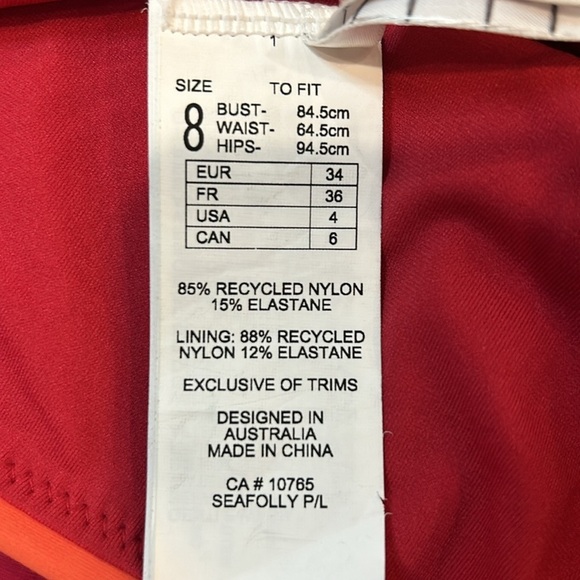 1
SIZE TO FIT
8 BUST- 84.5cm
WAIST- 64.5cm
HIPS- 94.5cm
EUR 34
FR 36
USA 4
CAN 6
85% RECYCLED NYLON
15% ELASTANE
LINING: 88% RECYCLED
NYLON 12% ELASTANE
EXCLUSIVE OF TRIMS
DESIGNED IN
AUSTRALIA
MADE IN CHINA
CA # 10765
SEAFOLLY P/L